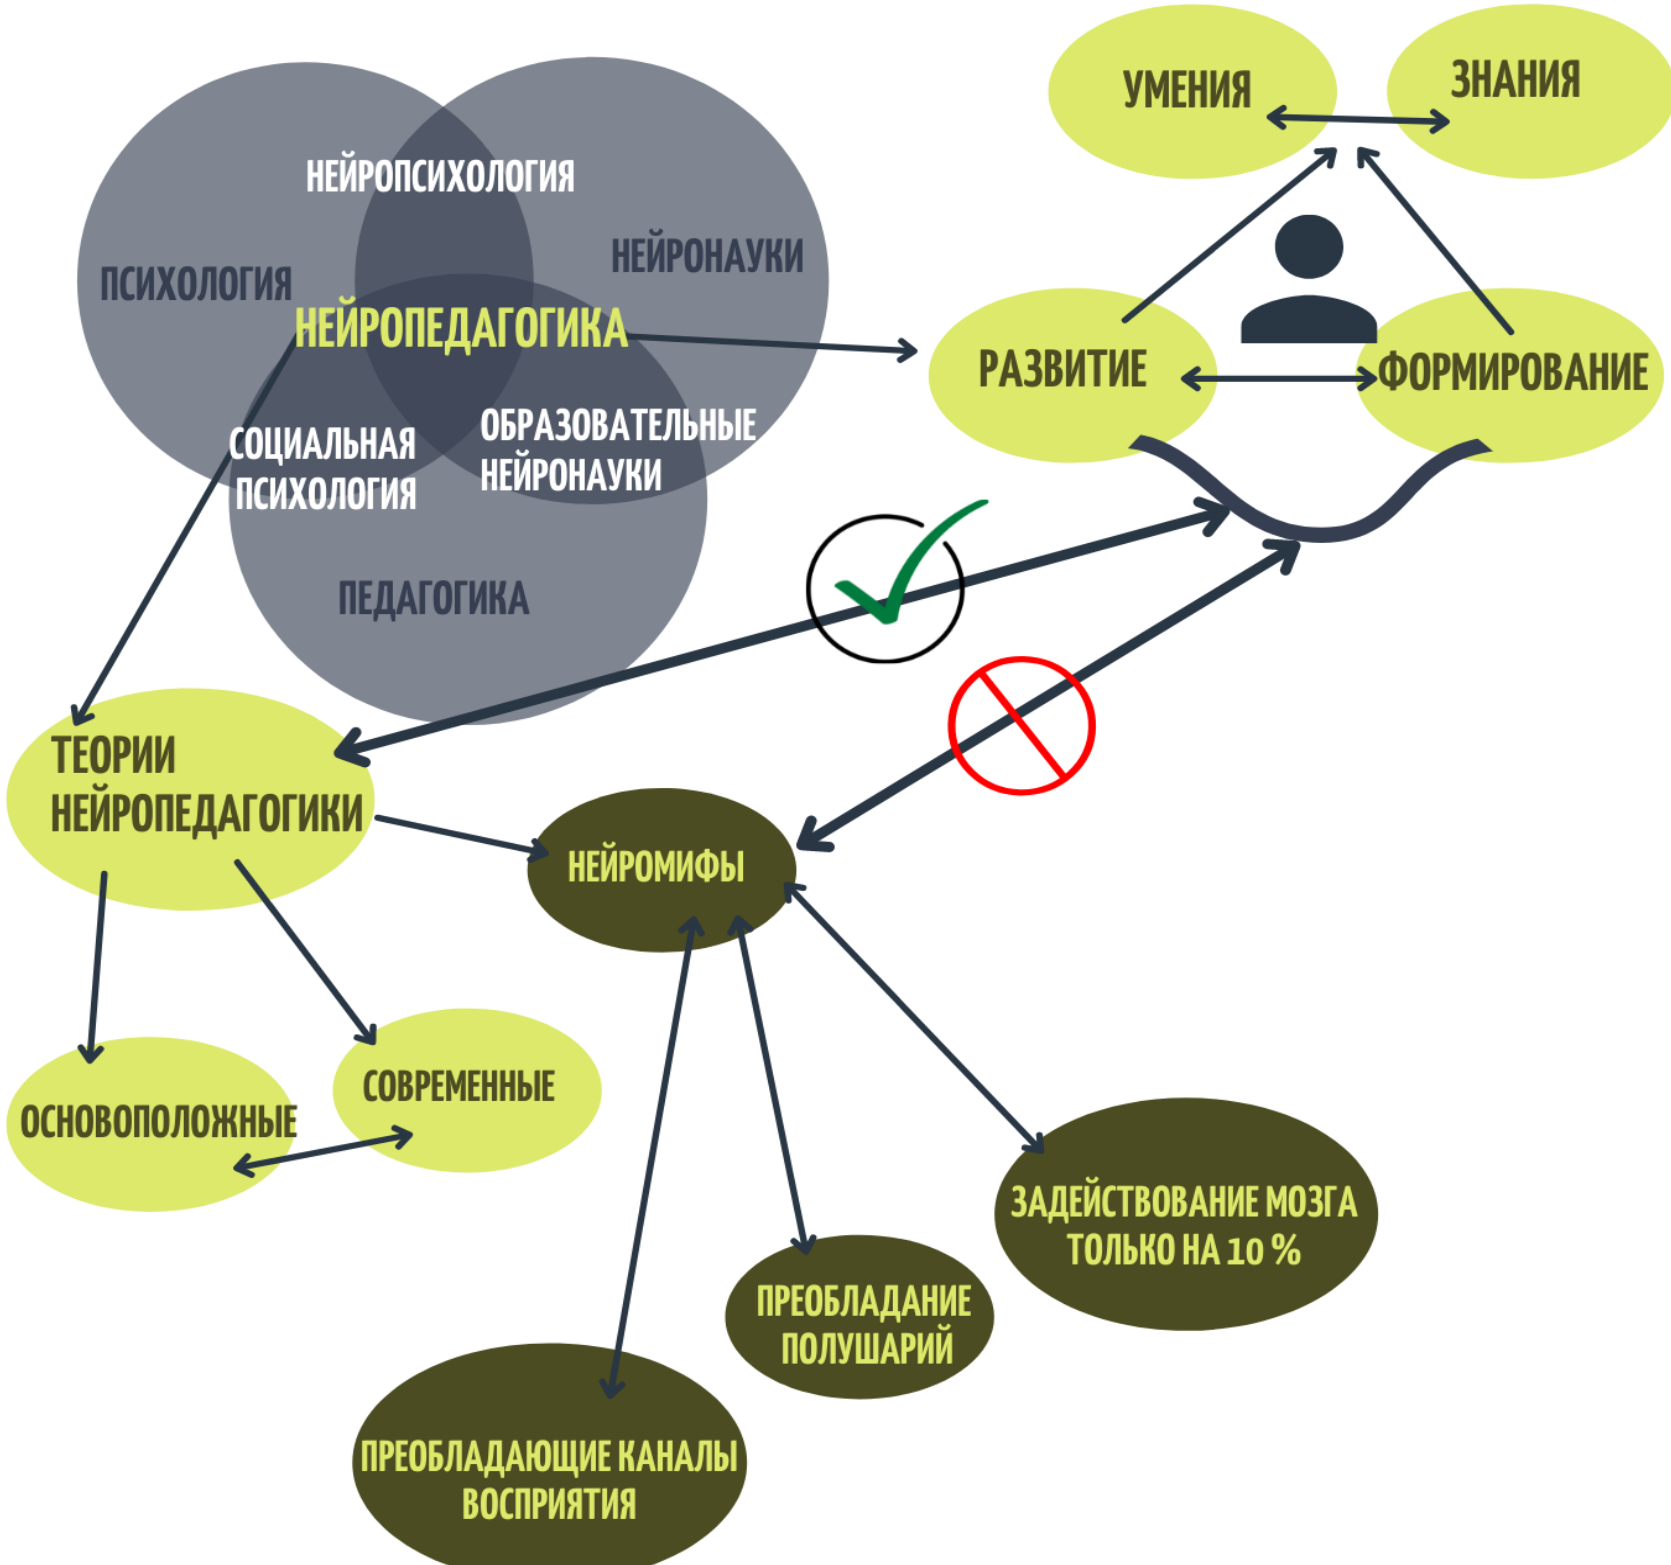 УМЕНИЯ
ЗНАНИЯ
НЕЙРОПСИХОЛОГИЯ
НЕЙРОНАУКИ
ПСИХОЛОГИЯ
НЕЙРОПЕДАГОГИКА
РАЗВИТИЕ
ФОРМИРОВАНИЕ
СОЦИАЛЬНАЯ
ПСИХОЛОГИЯ
ОБРАЗОВАТЕЛЬНЫЕ
НЕЙРОНАУКИ
ПЕДАГОГИКА
ТЕОРИИ
НЕЙРОПЕДАГОГИКИ
НЕЙРОМИФЫ
ОСНОВОПОЛОЖНЫЕ
СОВРЕМЕННЫЕ
ЗАДЕЙСТВОВАНИЕ МОЗГА
ТОЛЬКО НА 10 %
ПРЕОБЛАДАНИЕ
ПОЛУШАРИЙ
ПРЕОБЛАДАЮЩИЕ КАНАЛЫ
ВОСПРИЯТИЯ